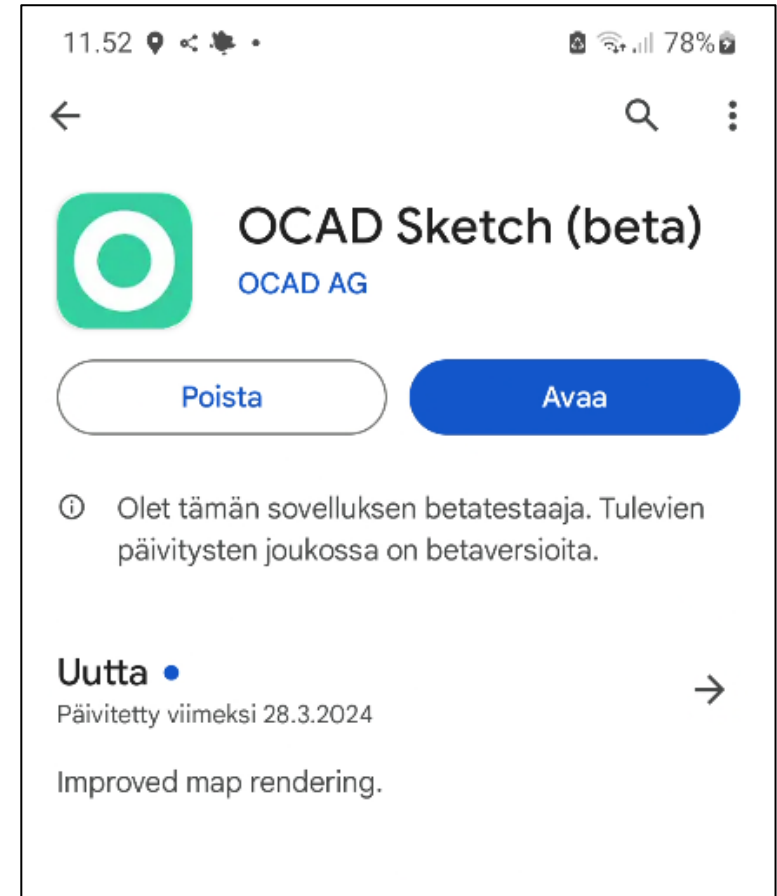 11.52
78%
OCAD Sketch (beta)
OCAD AG
Poista
Avaa
Olet tämän sovelluksen betatestaaja. Tulevien
päivitysten joukossa on betaversioita.
Uutta
Päivitetty viimeksi 28.3.2024
Improved map rendering.